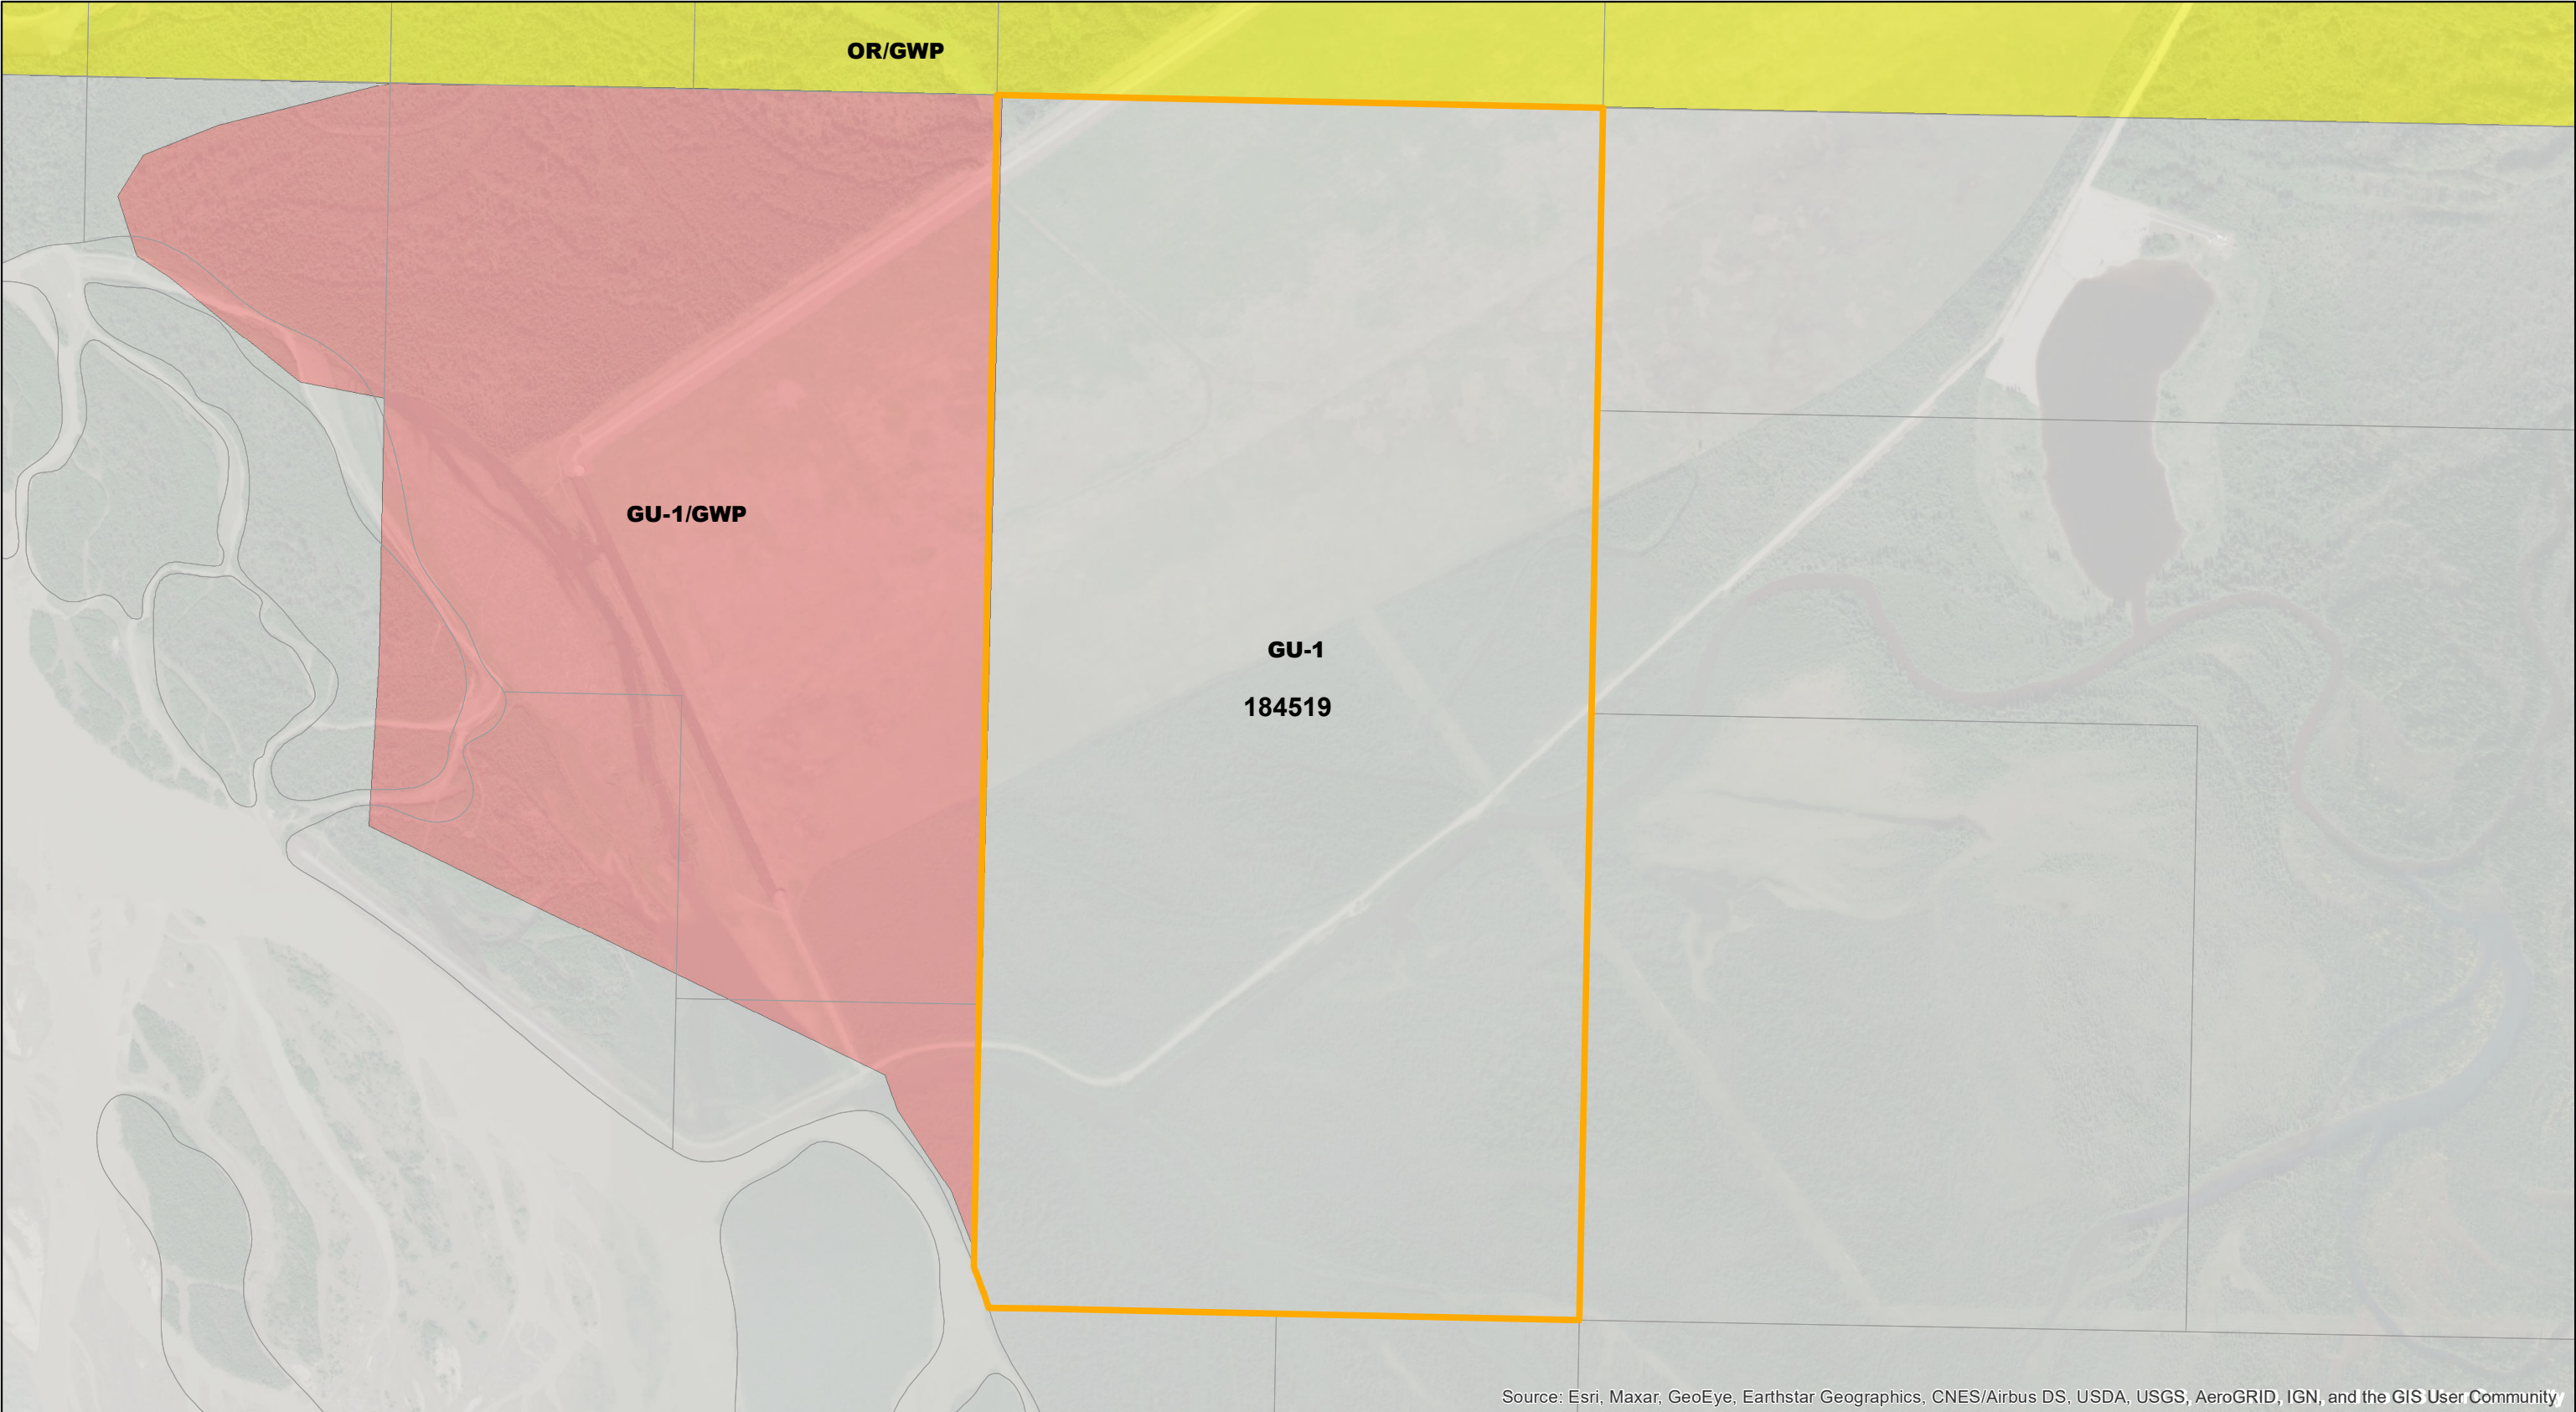 OR/GWP
GU-1/GWP
GU-1
184519
Source: Esri, Maxar, GeoEye, Earthstar Geographics, CNES/Airbus DS, USDA, USGS, AeroGRID, IGN, and the GIS User Community